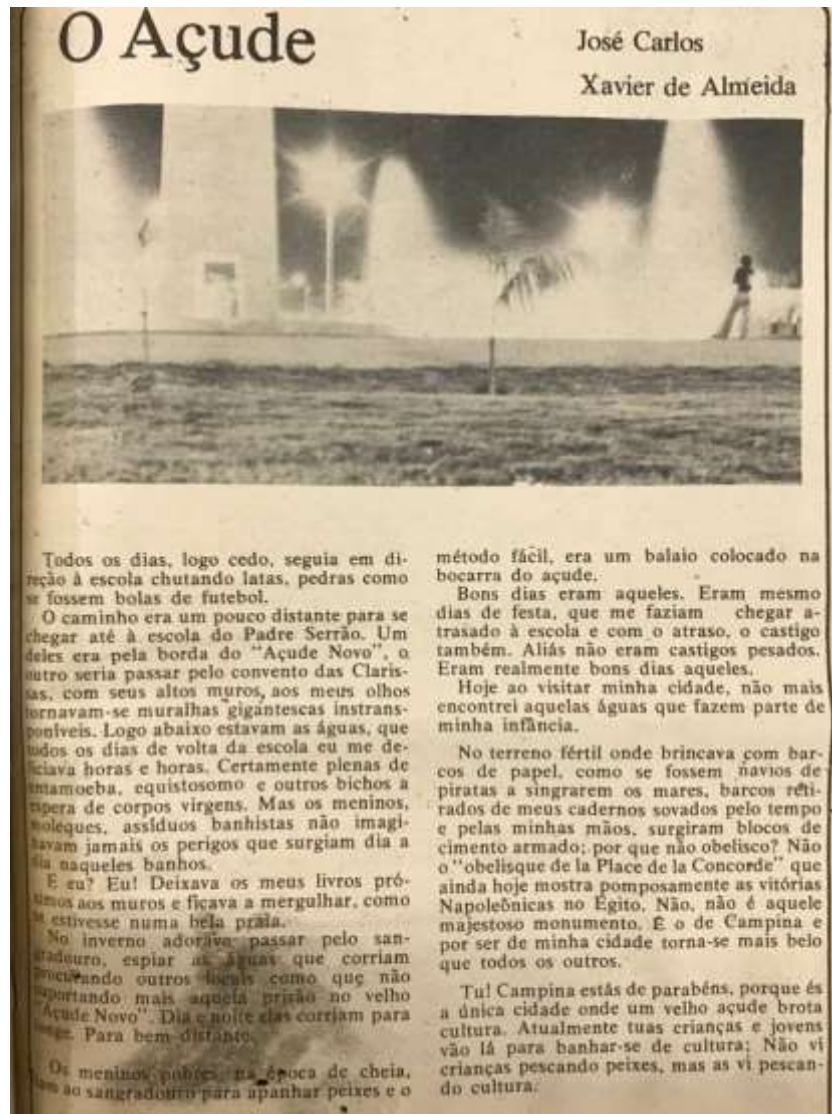 O Açude
José Carlos
Xavier de Almeida
Todos os dias, logo cedo, seguia em di-
reção à escola chutando latas, pedras como
se fossem bolas de futebol.
O caminho era um pouco distante para se
chegar até à escola do Padre Serrão. Um
deles era pela borda do "Açude Novo", o
outro seria passar pelo convento das Claris-
sas, com seus altos muros, aos meus olhos
tornavam-se muralhas gigantescas instrans-
poníveis. Logo abaixo estavam as águas, que
todos os dias de volta da escola eu me de-
liciava horas e horas. Certamente plenas de
entamoeba, equistosomo e outros bichos a
espera de corpos virgens. Mas os meninos,
moleques, assíduos banhistas não imagi-
navam jamais os perigos que surgiam dia a
dia naqueles banhos.
E eu? Eu! Deixava os meus livros pró-
ximos aos muros e ficava a mergulhar, como
se estivesse numa bela praia.
No inverno adorava passar pelo san-
gradouro, espiar as águas que corriam
procurando outros locais como que não
suportando mais aquela prisão no velho
"Açude Novo". Dia e noite elas corriam para
longe. Para bem distante.
Os meninos pobres, na época de cheia,
iam ao sangradouro para apanhar peixes e o
método fácil, era um balaio colocado na
bocarra do açude.
Bons dias eram aqueles. Eram mesmo
dias de festa, que me faziam chegar a-
trasado à escola e com o atraso, o castigo
também. Aliás não eram castigos pesados.
Eram realmente bons dias aqueles.
Hoje ao visitar minha cidade, não mais
encontrei aquelas águas que fazem parte de
minha infância.
No terreno fértil onde brincava com bar-
cos de papel, como se fossem navios de
piratas a singrarem os mares, barcos reti-
rados de meus cadernos sovados pelo tempo
e pelas minhas mãos, surgiram blocos de
cimento armado; por que não obelisco? Não
o "obelisque de la Place de la Concorde" que
ainda hoje mostra pomposamente as vitórias
Napoleônicas no Egito. Não, não é aquele
majestoso monumento. É o de Campina e
por ser de minha cidade torna-se mais belo
que todos os outros.
Tu! Campina estás de parabéns, porque és
a única cidade onde um velho açude brota
cultura. Atualmente tuas crianças e jovens
vão lá para banhar-se de cultura; Não vi
crianças pescando peixes, mas as vi pescan-
do cultura.